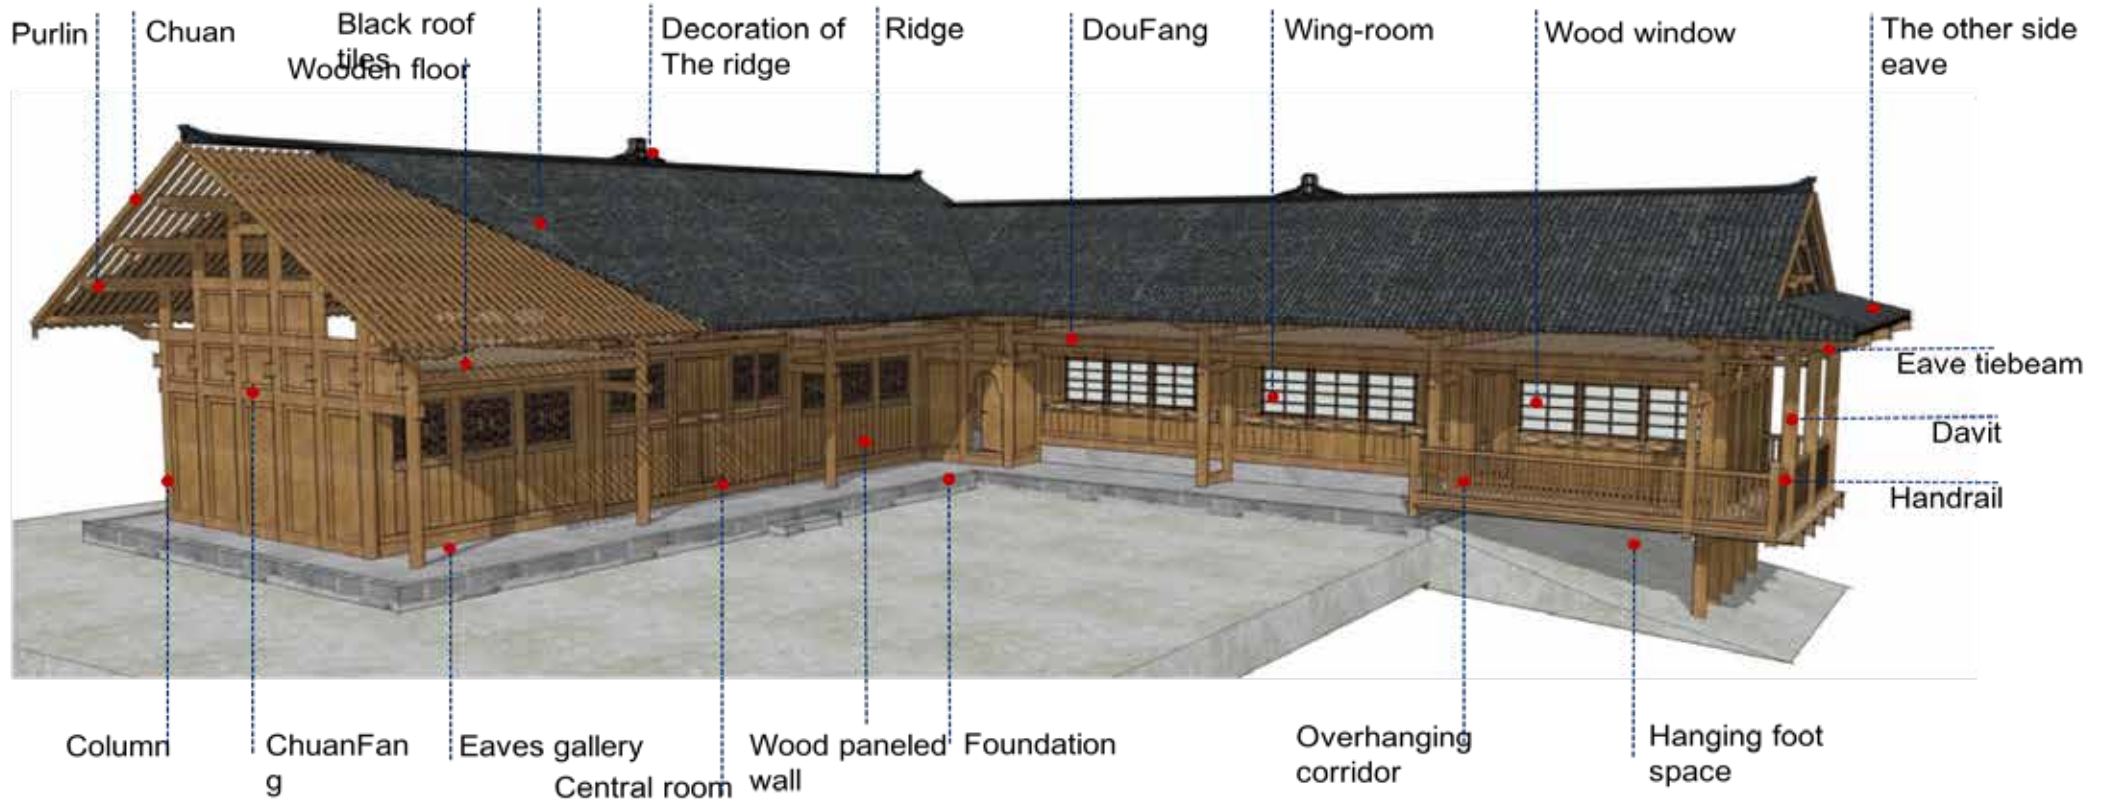 Purlin
Chuan
Black roof
tiles
Wooden floor
Decoration of
The ridge
Ridge
DouFang
Wing-room
Wood window
The other side
eave
Eave tiebeam
Davit
Handrail
Column
ChuanFan
g
Eaves gallery
Central room
Wood paneled
wall
Foundation
Overhanging
corridor
Hanging foot
space